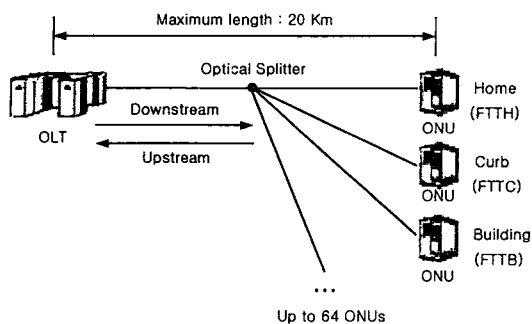 Maximum length : 20 Km
Optical Splitter
OLT
Downstream
Upstream
ONU
Home
(FTTH)
ONU
Curb
(FTTC)
ONU
Building
(FTTB)
...
Up to 64 ONUs